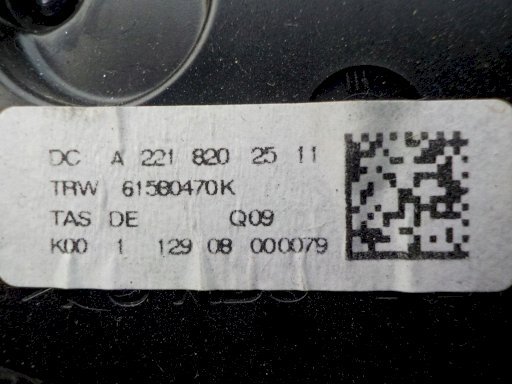 DC A 221 820 25 11
TRW 61580470K
TAS DE Q09
K00 1 129 08 000079